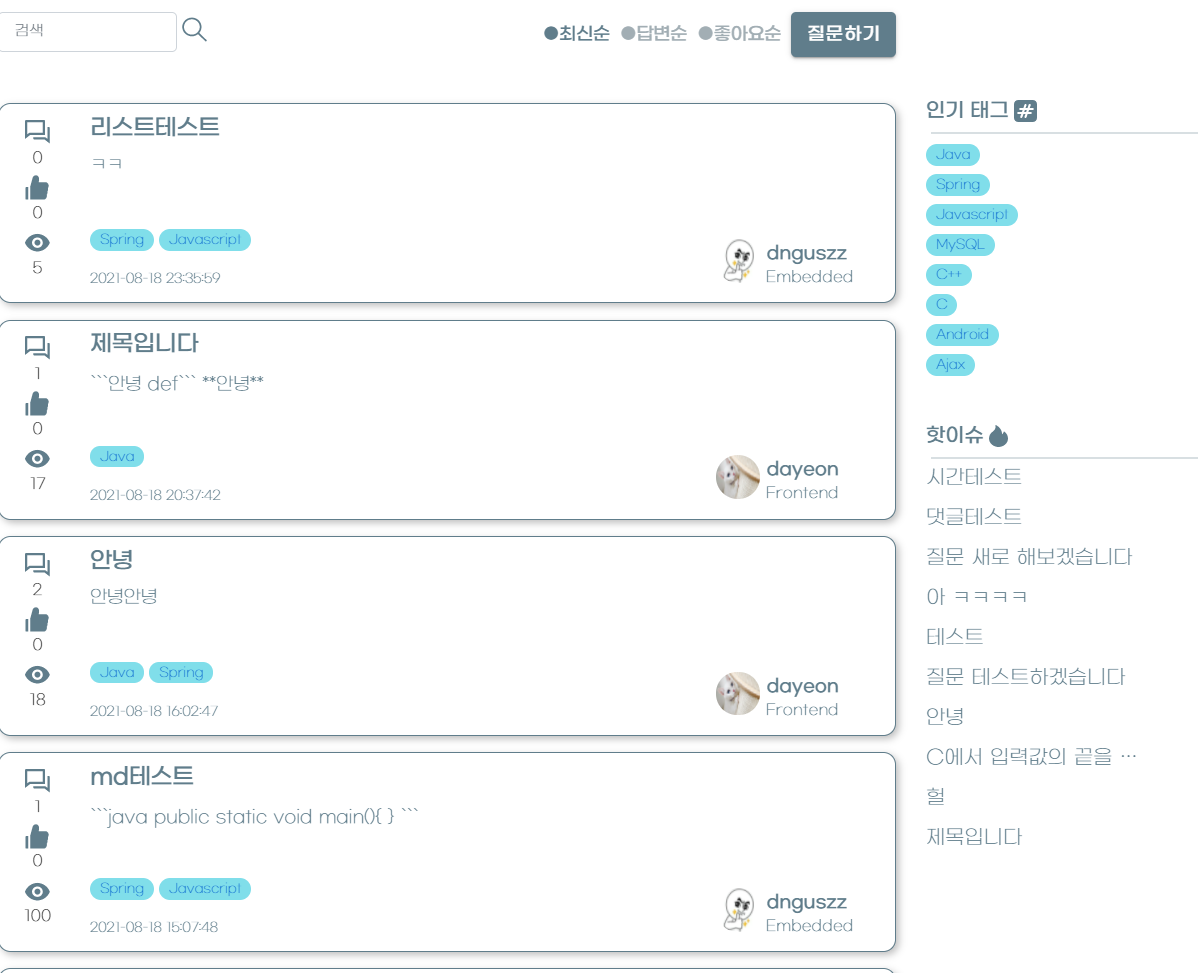 검색
최신순 답변순 좋아요순 질문하기
리스트테스트
ㅋㅋ
0
0
5
Spring Javascript
2021-08-18 23:35:59
dnguszz
Embedded
제목입니다
```안녕 def``` **안녕**
1
0
17
Java
2021-08-18 20:37:42
dayeon
Frontend
안녕
안녕안녕
2
0
18
Java Spring
2021-08-18 16:02:47
dayeon
Frontend
md테스트
```java public static void main(){ } ```
1
0
100
Spring Javascript
2021-08-18 15:07:48
dnguszz
Embedded
인기 태그 #
Java
Spring
Javascript
MySQL
C++
C
Android
Ajax
핫이슈
시간테스트
댓글테스트
질문 새로 해보겠습니다
아 ㅋㅋㅋㅋ
테스트
질문 테스트하겠습니다
안녕
C에서 입력값의 끝을 …
헐
제목입니다